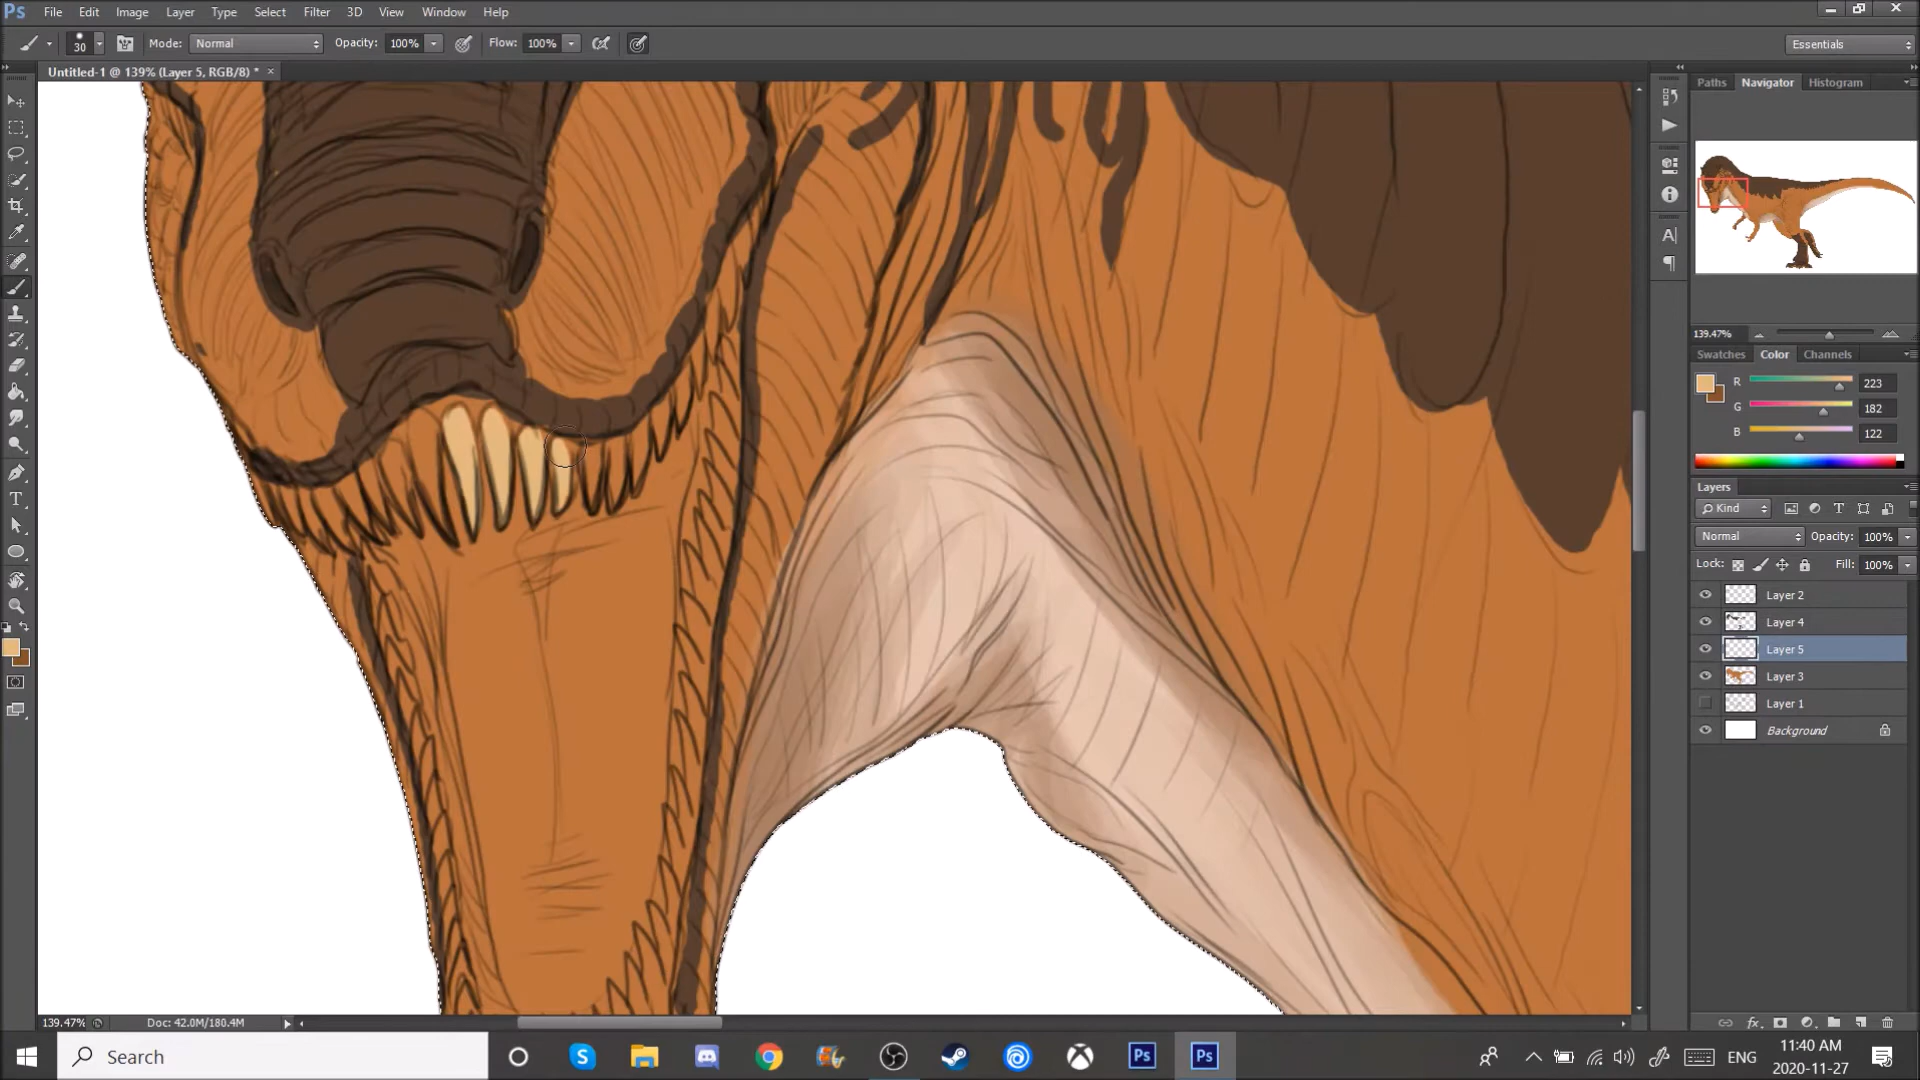 Ps File Edit Image Layer Type Select Filter 3D View Window Help
30 Mode: Normal Opacity: 100% Flow: 100% Essentials
Untitled-1 @ 139% (Layer 5, RGB/8) * ×
Paths Navigator Histogram
139.47%
Swatches Color Channels
R 223
G 182
B 122
Layers
Kind
Normal Opacity: 100%
Lock: Fill: 100%
Layer 2
Layer 4
Layer 5
Layer 3
Layer 1
Background
139.47% Doc: 42.0M/180.4M
Search
Ps Ps ENG 11:40 AM
2020-11-27